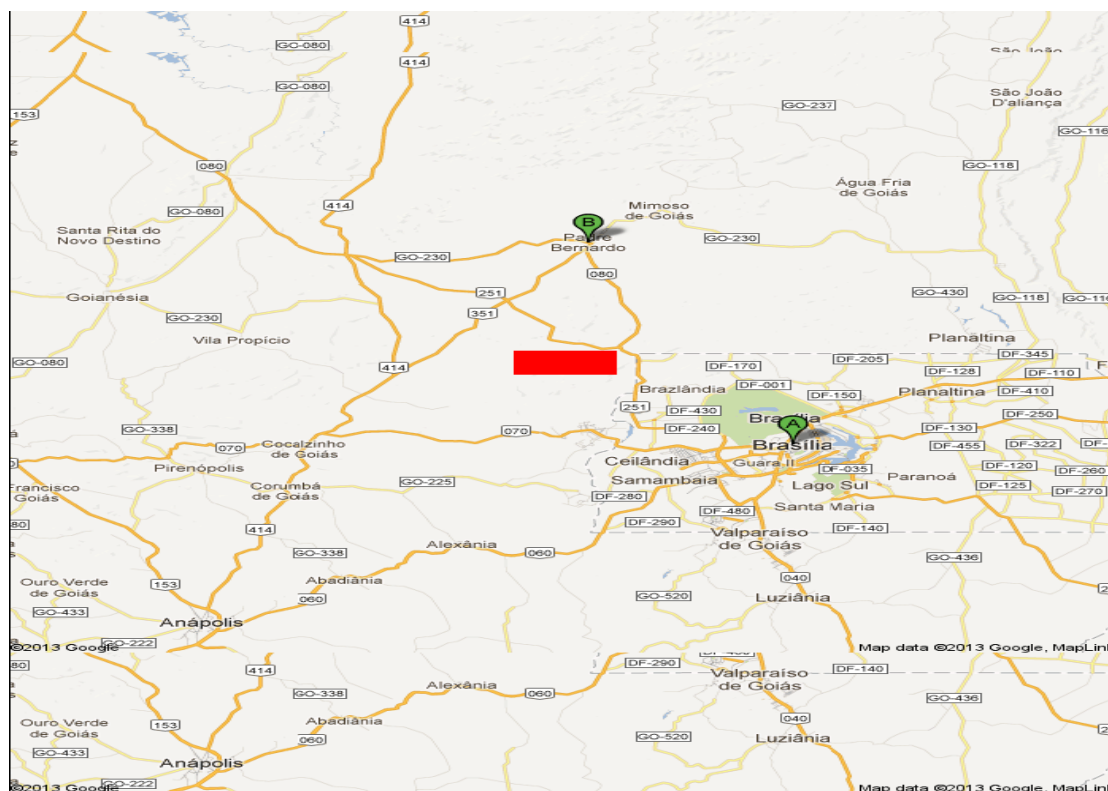 414
GO-080
São João
414
GO-080
São João
D'aliança
GO-237
153
GO-116
080
GO-118
Água Fria
de Goiás
414
GO-080
Mimoso
de Goiás
B
Santa Rita do
Novo Destino
Padre
Bernardo
GO-230
GO-230
080
Goianésia
251
GO-430
GO-118
GO-116
351
GO-230
Vila Propício
Planaltina
GO-080
414
DF-170
DF-205
DF-345
DF-128
DF-110
Brazlândia
DF-001
DF-150
Planaltina
DF-410
251
DF-430
DF-250
Brasília
A
GO-338
070
070
DF-240
DF-130
Cocalzinho
de Goiás
Brasília
DF-455
DF-322
Pirenópolis
Ceilândia
Guara II
DF-035
DF-120
DF-260
Francisco
Goiás
Corumbá
de Goiás
GO-225
Samambaia
Lago Sul
Paranoá
DF-125
DF-270
DF-280
Santa Maria
DF-480
080
414
DF-290
DF-140
Alexânia
060
Valparaíso
de Goiás
GO-338
GO-436
Abadiânia
Ouro Verde
de Goiás
153
040
060
GO-520
Luziânia
GO-433
Anápolis
GO-222
©2013 Google
Map data ©2013 Google, MapLink
080
414
DF-290
DF-140
Alexânia
060
Valparaíso
de Goiás
GO-338
GO-436
Abadiânia
Ouro Verde
de Goiás
153
040
060
GO-520
Luziânia
GO-433
Anápolis
GO-222
©2013 Google
Map data ©2013 Google, MapLink